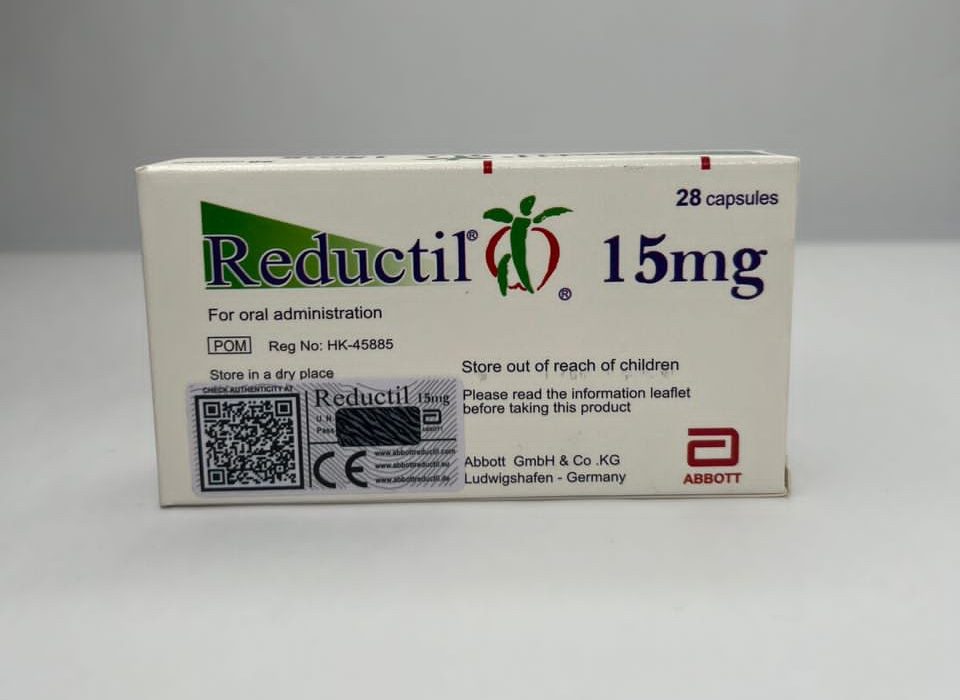 28 capsules
Reductil® ® 15mg
For oral administration
POM Reg No: HK-45885
Store in a dry place
Store out of reach of children
Please read the information leaflet
before taking this product
CHECK AUTHENTICITY AT
Reductil 15mg
ABBOTT
CE
www.abbottreductil.com
www.abbottreductil.eu
www.abbottreductil.de
Abbott GmbH & Co .KG
Ludwigshafen - Germany
ABBOTT